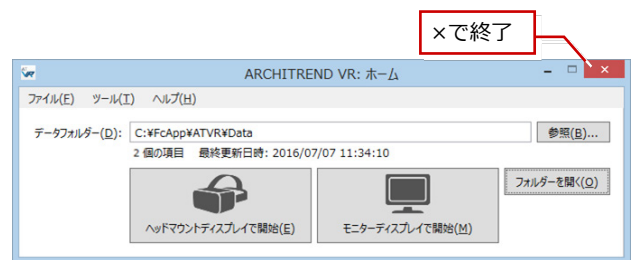 ×で終了
ARCHITREND VR: ホーム
ファイル(F) ツール(T) ヘルプ(H)
データフォルダー(D): C:¥FcApp¥ATVR¥Data 参照(B)...
2 個の項目 最終更新日時: 2016/07/07 11:34:10
フォルダーを開く(O)
ヘッドマウントディスプレイで開始(E) モニターディスプレイで開始(M)